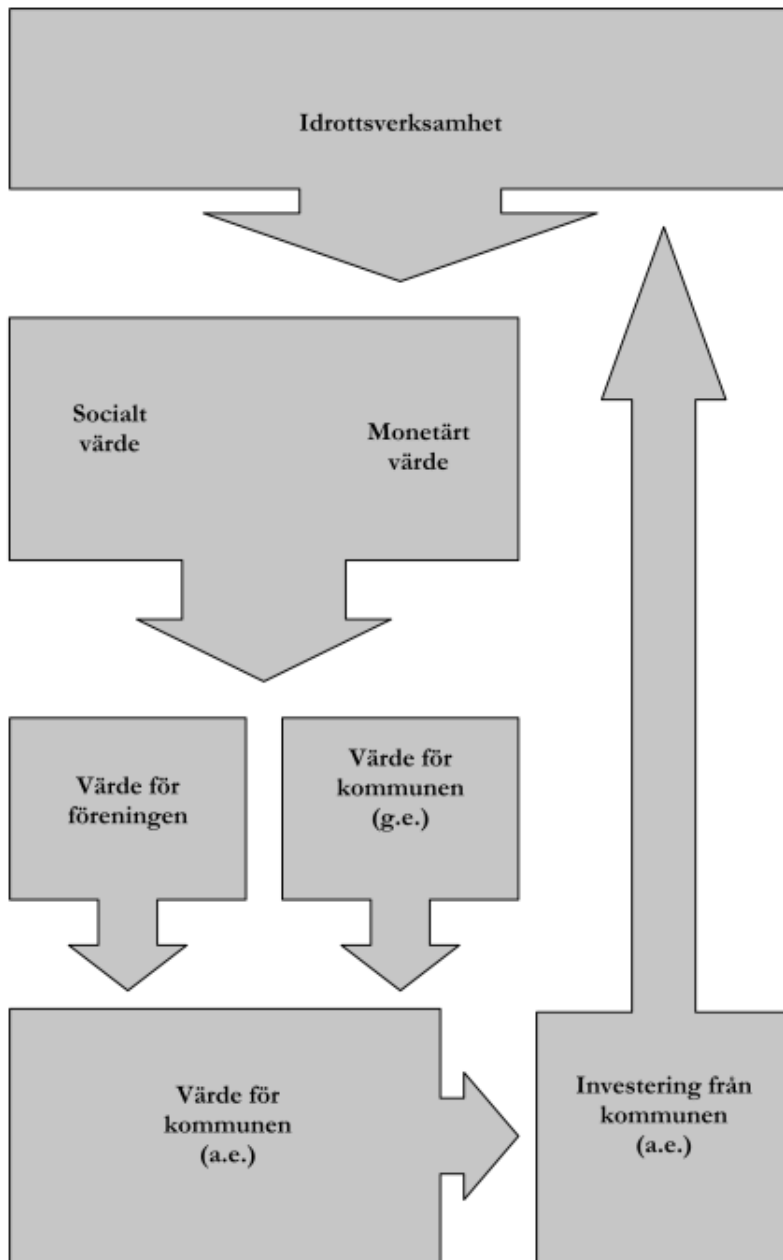 Idrottsverksamhet
Socialt
värde
Monetärt
värde
Värde för
föreningen
Värde för
kommunen
(g.e.)
Värde för
kommunen
(a.e.)
Investering från
kommunen
(a.e.)